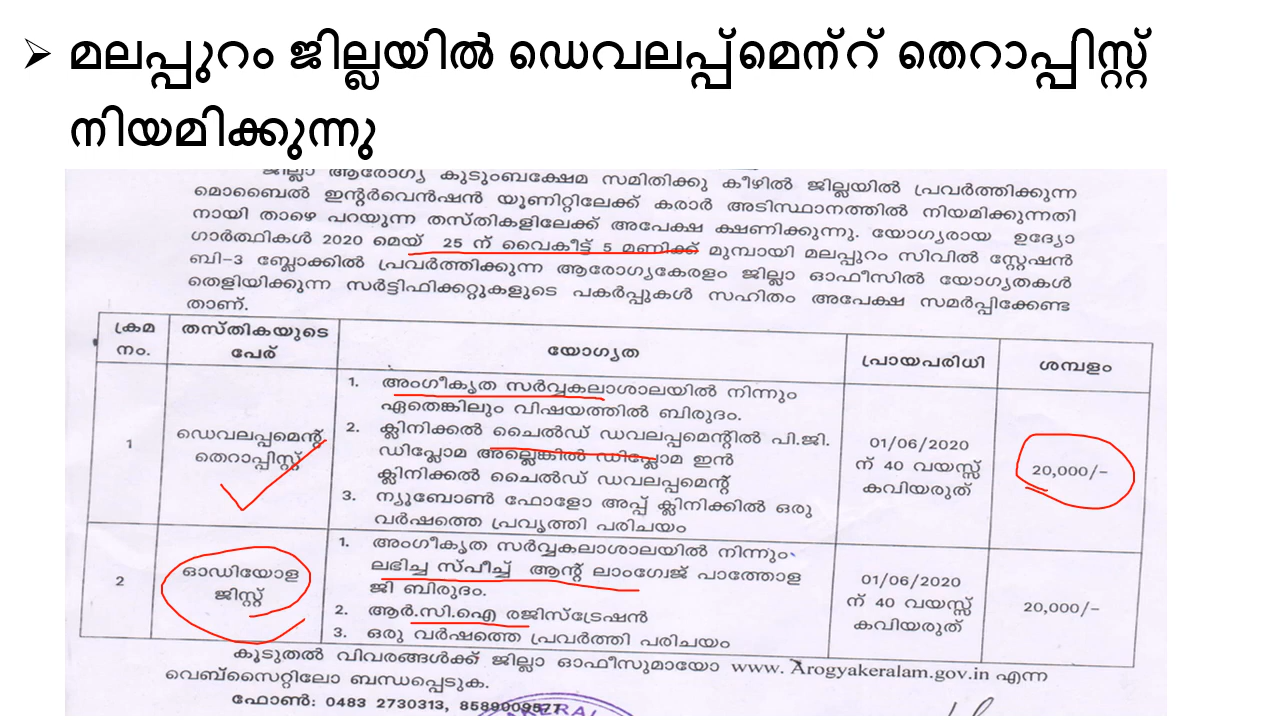 ➢ മലപ്പുറം ജില്ലയിൽ ഡെവലപ്പ്മെന്റ് തെറാപ്പിസ്റ്റ്
നിയമിക്കുന്നു
ജില്ലാ ആരോഗ്യ കുടുംബക്ഷേമ സമിതിക്കു കീഴിൽ ജില്ലയിൽ പ്രവർത്തിക്കുന്ന
മൊബൈൽ ഇന്റർവെൻഷൻ യൂണിറ്റിലേക്ക് കരാർ അടിസ്ഥാനത്തിൽ നിയമിക്കുന്നതി
നായി താഴെ പറയുന്ന തസ്തികളിലേക്ക് അപേക്ഷ ക്ഷണിക്കുന്നു. യോഗ്യരായ ഉദ്യോ
ഗാർത്ഥികൾ 2020 മെയ് 25 ന് വൈകീട്ട് 5 മണിക്ക് മുമ്പായി മലപ്പുറം സിവിൽ സ്റ്റേഷൻ
ബി-3 ബ്ലോക്കിൽ പ്രവർത്തിക്കുന്ന ആരോഗ്യകേരളം ജില്ലാ ഓഫീസിൽ യോഗ്യതകൾ
തെളിയിക്കുന്ന സർട്ടിഫിക്കറ്റുകളുടെ പകർപ്പുകൾ സഹിതം അപേക്ഷ സമർപ്പിക്കേണ്ട
താണ്.
ക്രമ നം.
തസ്തികയുടെ
പേര്
യോഗ്യത
പ്രായപരിധി
ശമ്പളം
1
ഡെവലപ്പമെന്റ്
തെറാപ്പിസ്റ്റ്
1. അംഗീകൃത സർവ്വകലാശാലയിൽ നിന്നും
ഏതെങ്കിലും വിഷയത്തിൽ ബിരുദം.
2. ക്ലിനിക്കൽ ചൈൽഡ് ഡവലപ്പമെന്റിൽ പി.ജി.
ഡിപ്ലോമ അല്ലെങ്കിൽ ഡിപ്ലോമ ഇൻ
ക്ലിനിക്കൽ ചൈൽഡ് ഡവലപ്പമെന്റ്
3. ന്യൂബോൺ ഫോളോ അപ്പ് ക്ലിനിക്കിൽ ഒരു
വർഷത്തെ പ്രവൃത്തി പരിചയം
01/06/2020
ന് 40 വയസ്സ്
കവിയരുത്
20,000/-
2
ഓഡിയോള
ജിസ്റ്റ്
1. അംഗീകൃത സർവ്വകലാശാലയിൽ നിന്നും
ലഭിച്ച സ്പീച്ച് ആന്റ് ലാംഗ്വേജ് പാത്തോള
ജി ബിരുദം.
2. ആർ.സി.ഐ രജിസ്ട്രേഷൻ
3. ഒരു വർഷത്തെ പ്രവർത്തി പരിചയം
01/06/2020
ന് 40 വയസ്സ്
കവിയരുത്
20,000/-
കൂടുതൽ വിവരങ്ങൾക്ക് ജില്ലാ ഓഫീസുമായോ www. Arogyakeralam.gov.in എന്ന
വെബ്സൈറ്റിലോ ബന്ധപ്പെടുക.
ഫോൺ: 0483 2730313, 8589009577